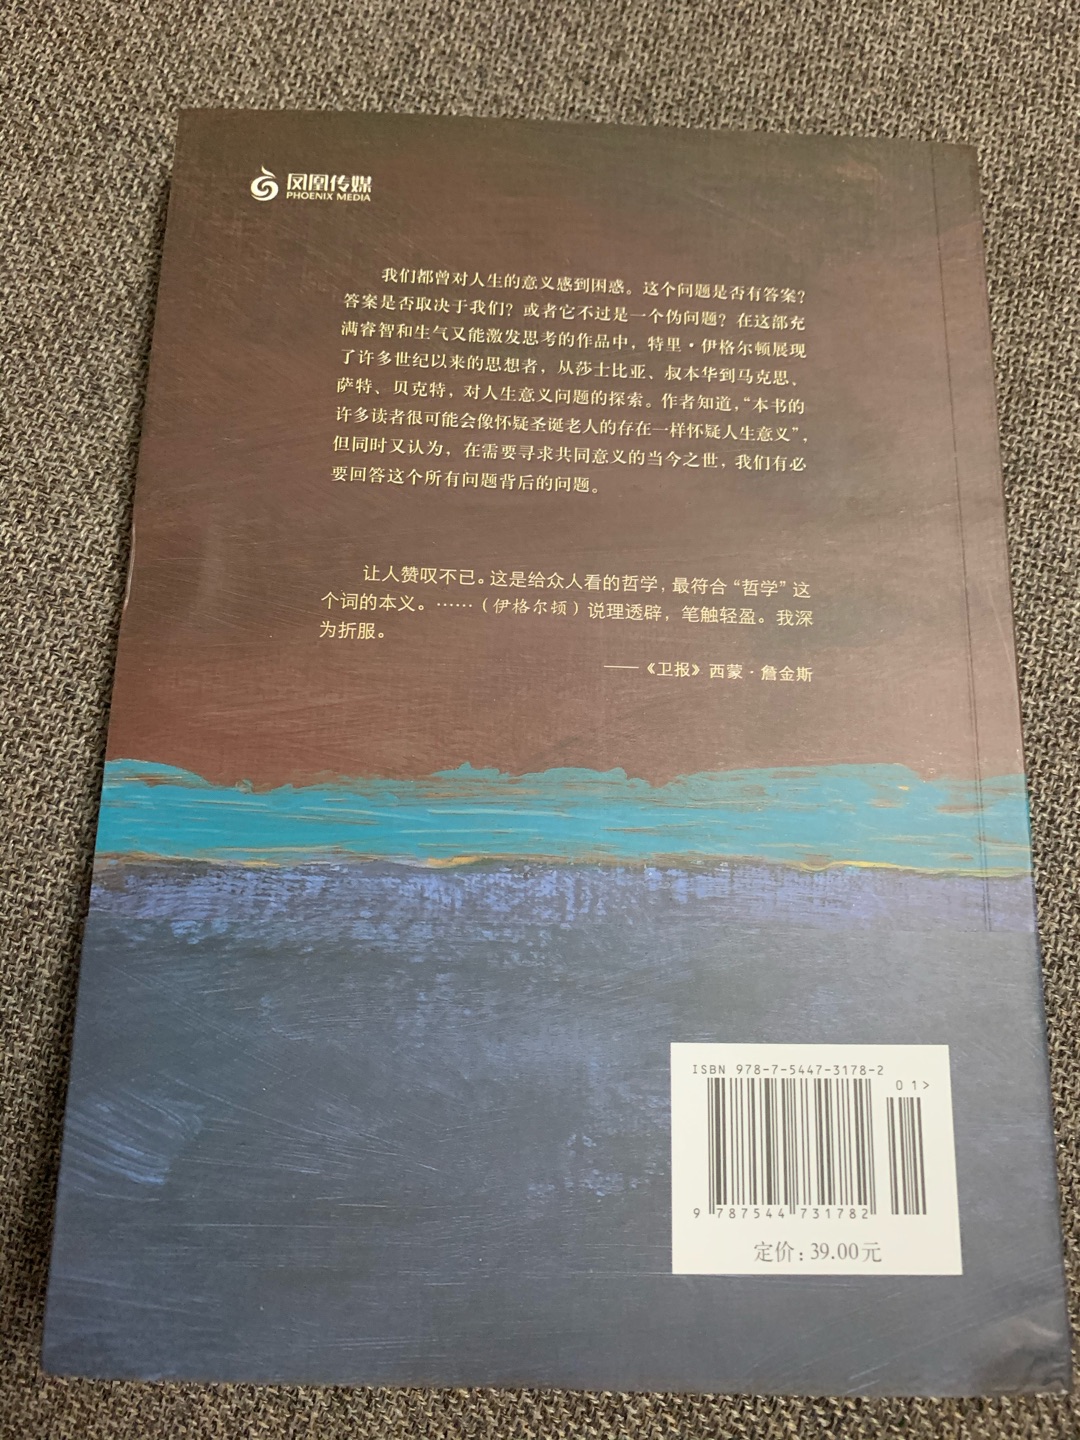 凤凰传媒
PHOENIX MEDIA
我们都曾对人生的意义感到困惑。这个问题是否有答案？
答案是否取决于我们？或者它不过是一个伪问题？在这部充
满睿智和生气又能激发思考的作品中，特里·伊格尔顿展现
了许多世纪以来的思想者，从莎士比亚、叔本华到马克思、
萨特、贝克特，对人生意义问题的探索。作者知道，“本书的
许多读者很可能会像怀疑圣诞老人的存在一样怀疑人生意义”，
但同时又认为，在需要寻求共同意义的当今之世，我们有必
要回答这个所有问题背后的问题。
让人赞叹不已。这是给众人看的哲学，最符合“哲学”这
个词的本义。……（伊格尔顿）说理透辟，笔触轻盈。我深
为折服。
——《卫报》西蒙·詹金斯
ISBN 978-7-5447-3178-2
01>
9 787544 731782
定价：39.00元